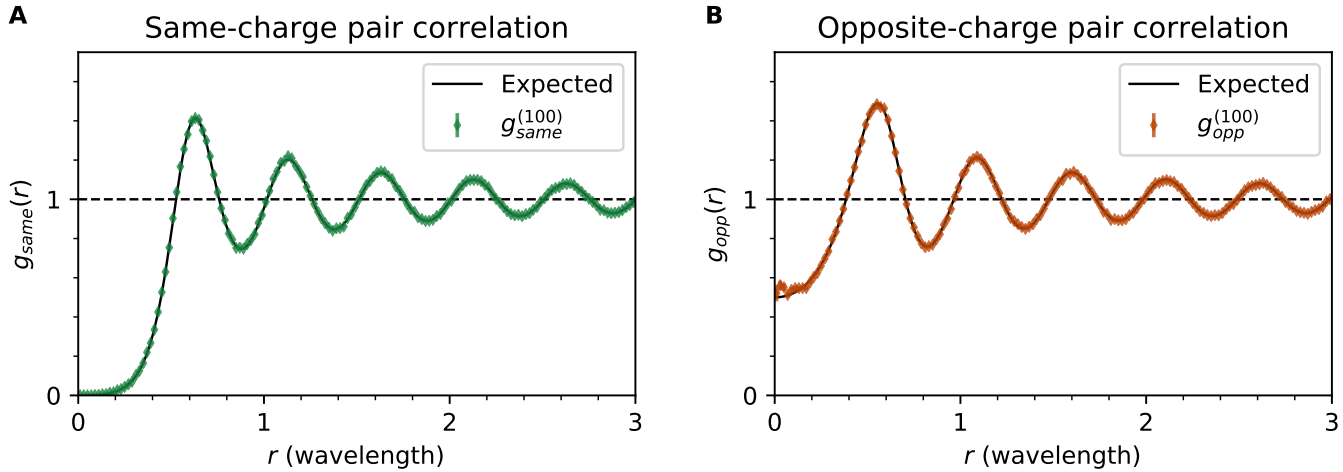 A
Same-charge pair correlation
Expected
g_same^(100)
g_same(r)
1
0
0 1 2 3
r (wavelength)
B
Opposite-charge pair correlation
Expected
g_opp^(100)
g_opp(r)
1
0
0 1 2 3
r (wavelength)